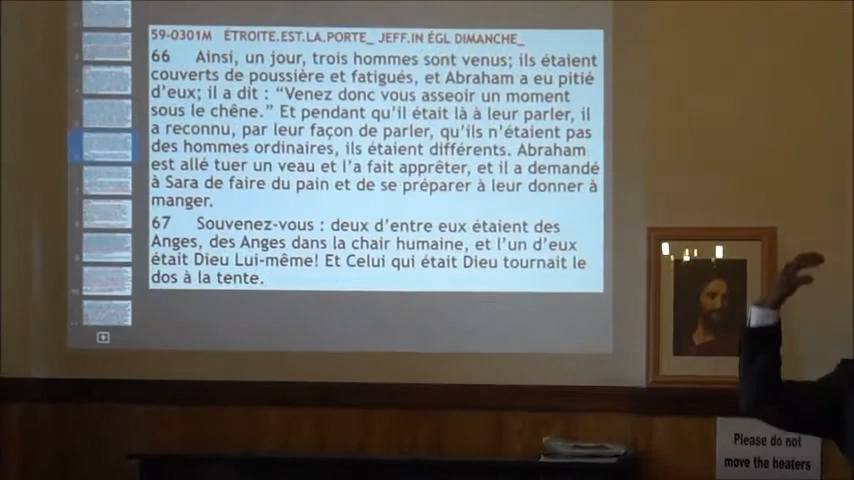 59-0301M ÉTROITE.EST.LA.PORTE_ JEFF.IN ÉGL DIMANCHE_
66 Ainsi, un jour, trois hommes sont venus; ils étaient
couverts de poussière et fatigués, et Abraham a eu pitié
d'eux; il a dit : “Venez donc vous asseoir un moment
sous le chêne.” Et pendant qu'il était là à leur parler, il
a reconnu, par leur façon de parler, qu'ils n'étaient pas
des hommes ordinaires, ils étaient différents. Abraham
est allé tuer un veau et l'a fait apprêter, et il a demandé
à Sara de faire du pain et de se préparer à leur donner à
manger.
67 Souvenez-vous : deux d'entre eux étaient des
Anges, des Anges dans la chair humaine, et l'un d'eux
était Dieu Lui-même! Et Celui qui était Dieu tournait le
dos à la tente.
Please do not
move the heaters